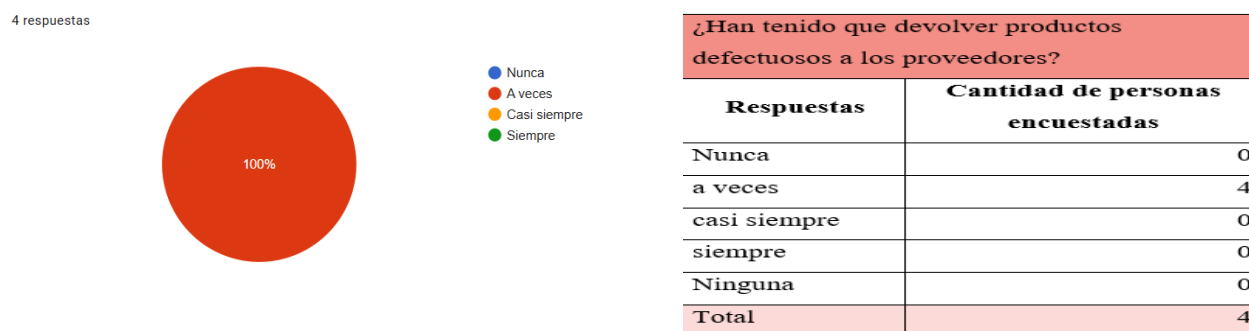 4 respuestas
100%
Nunca
A veces
Casi siempre
Siempre
¿Han tenido que devolver productos
defectuosos a los proveedores?
Respuestas
Cantidad de personas
encuestadas
Nunca 0
a veces 4
casi siempre 0
siempre 0
Ninguna 0
Total 4